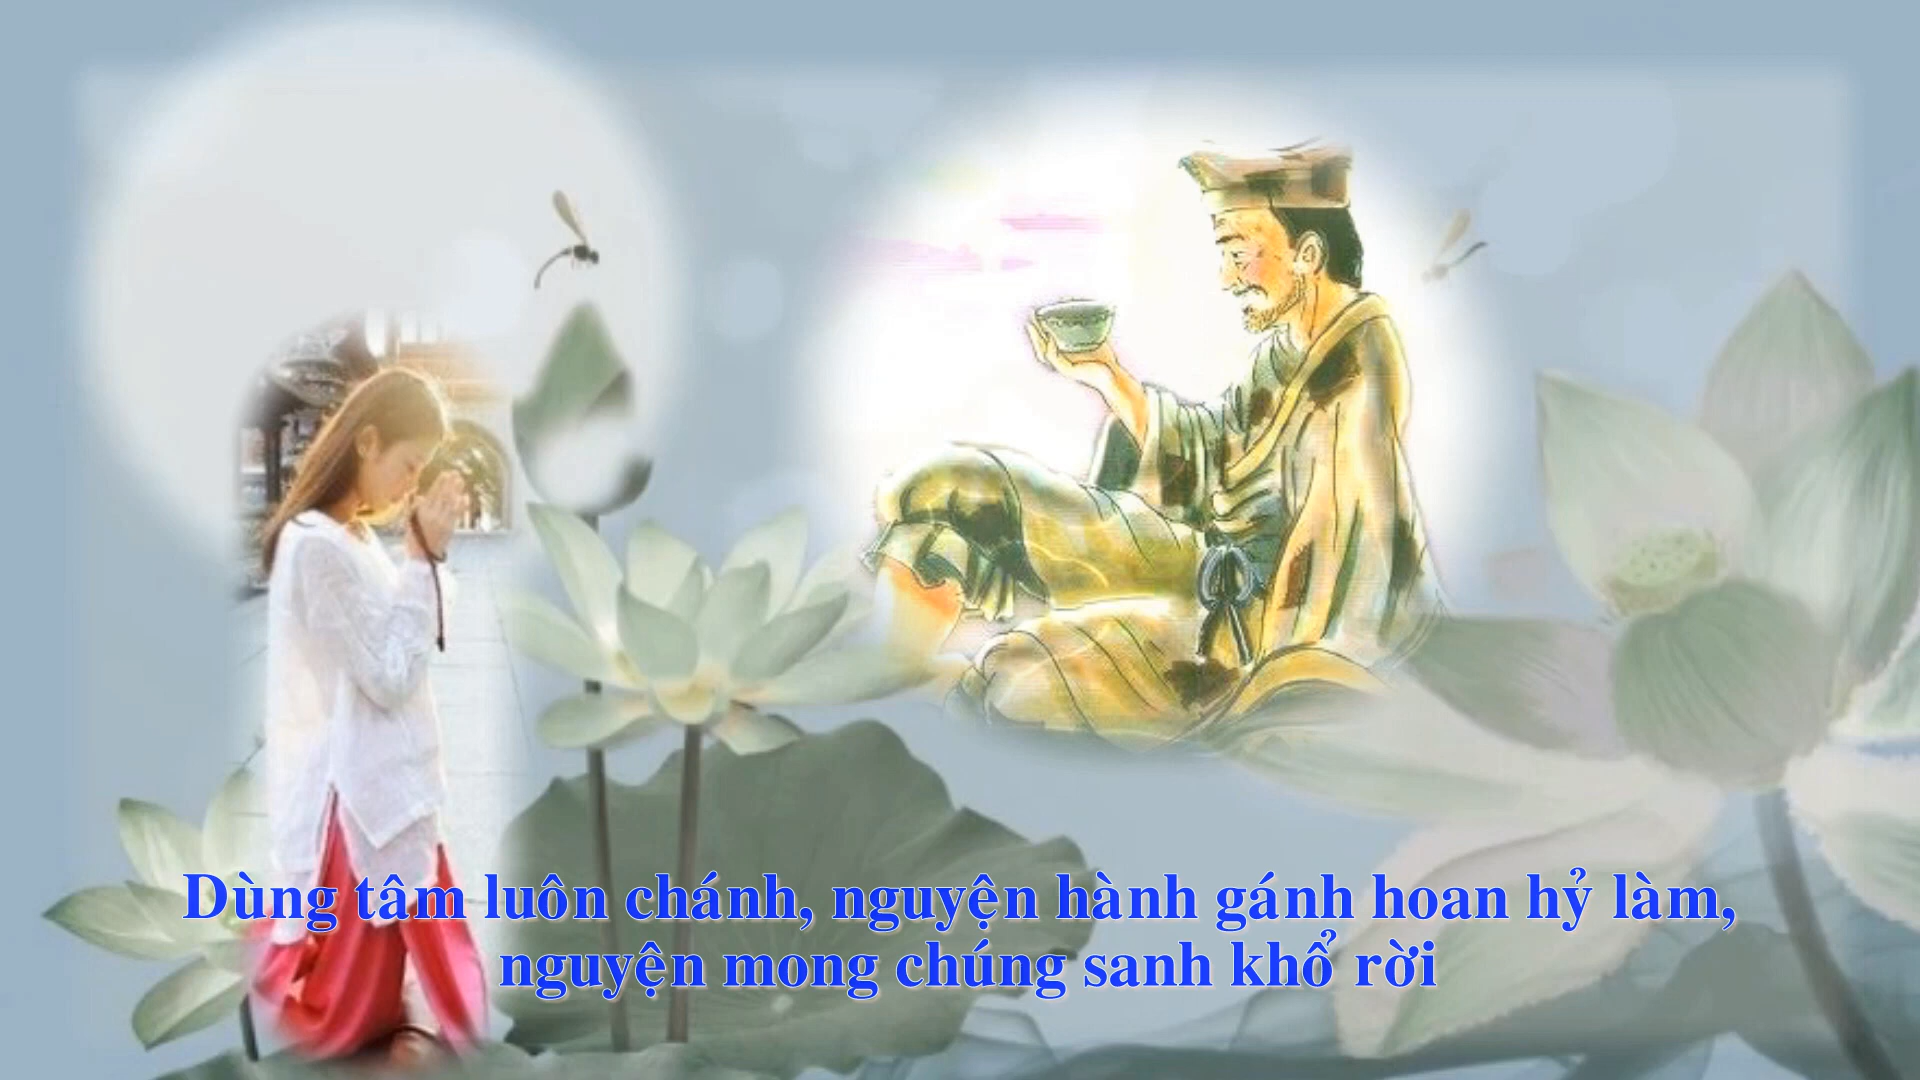 Dùng tâm luôn chánh, nguyện hành gánh hoan hỷ làm,
nguyện mong chúng sanh khổ rời